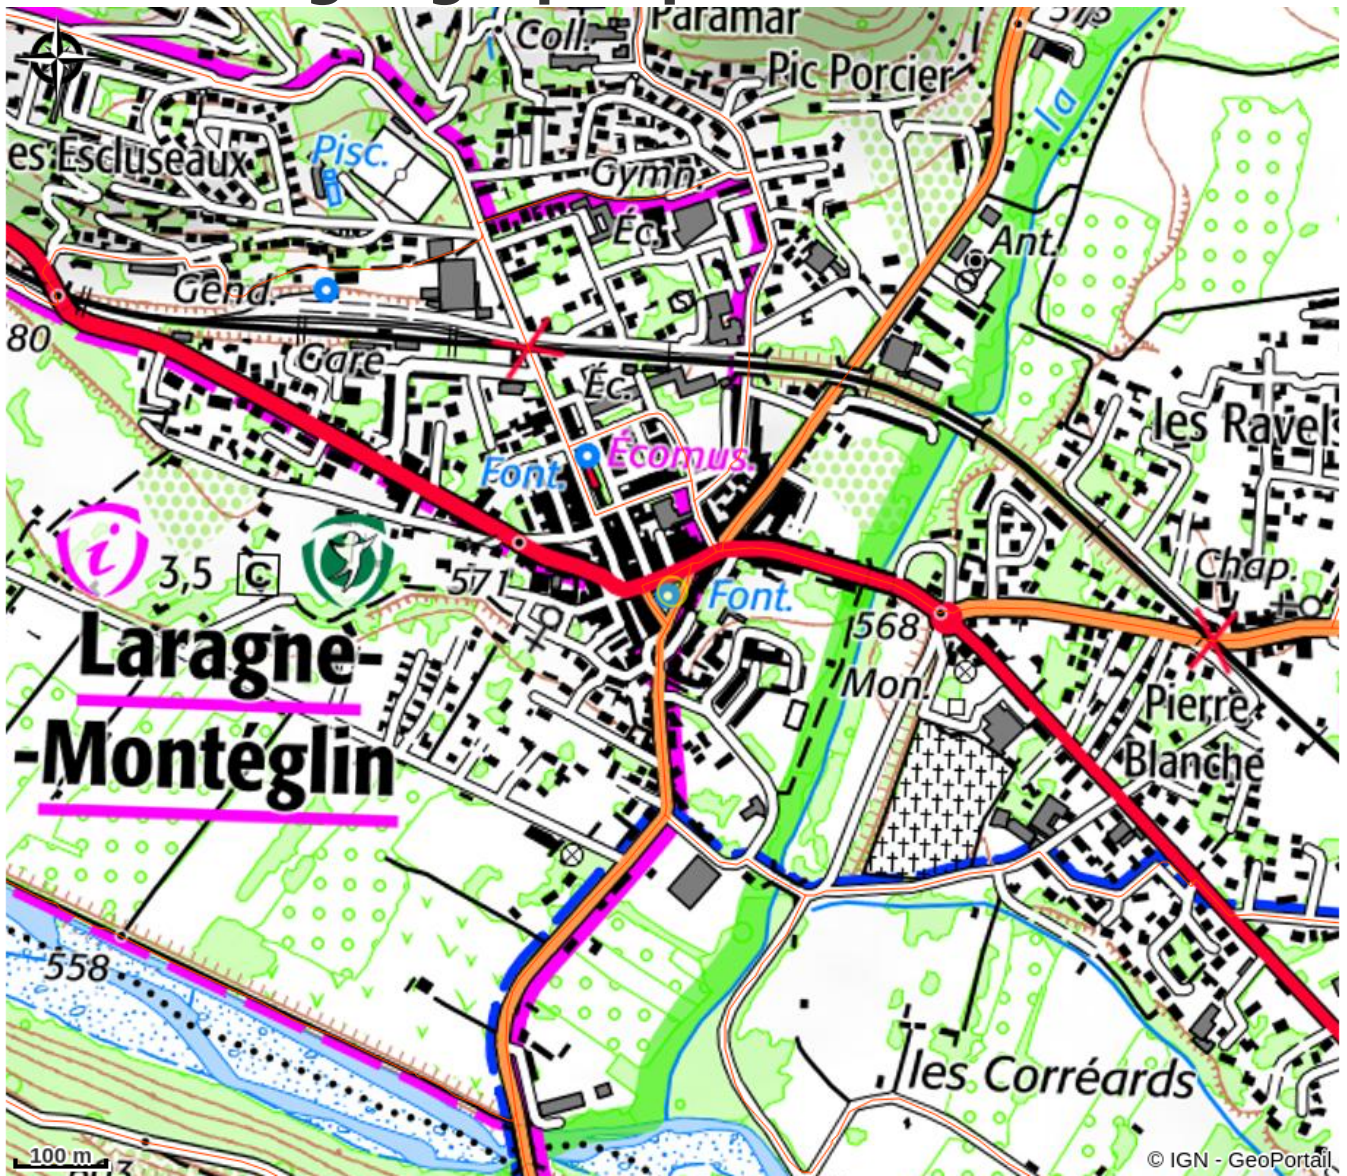 Coll.
Paramar
575
Pic Porcier
la
es Escluseaux
Pisc.
Gymn.
Éc.
Ant.
Gend.
80
Gare
Éc.
les Ravels
Font.
Écomus.
i
3,5
C
571
Font.
Chap.
568
Laragne-
Mon.
Pierre
-Montéglin
Blanche
558
les Corréards
100 m
© IGN - GeoPortail